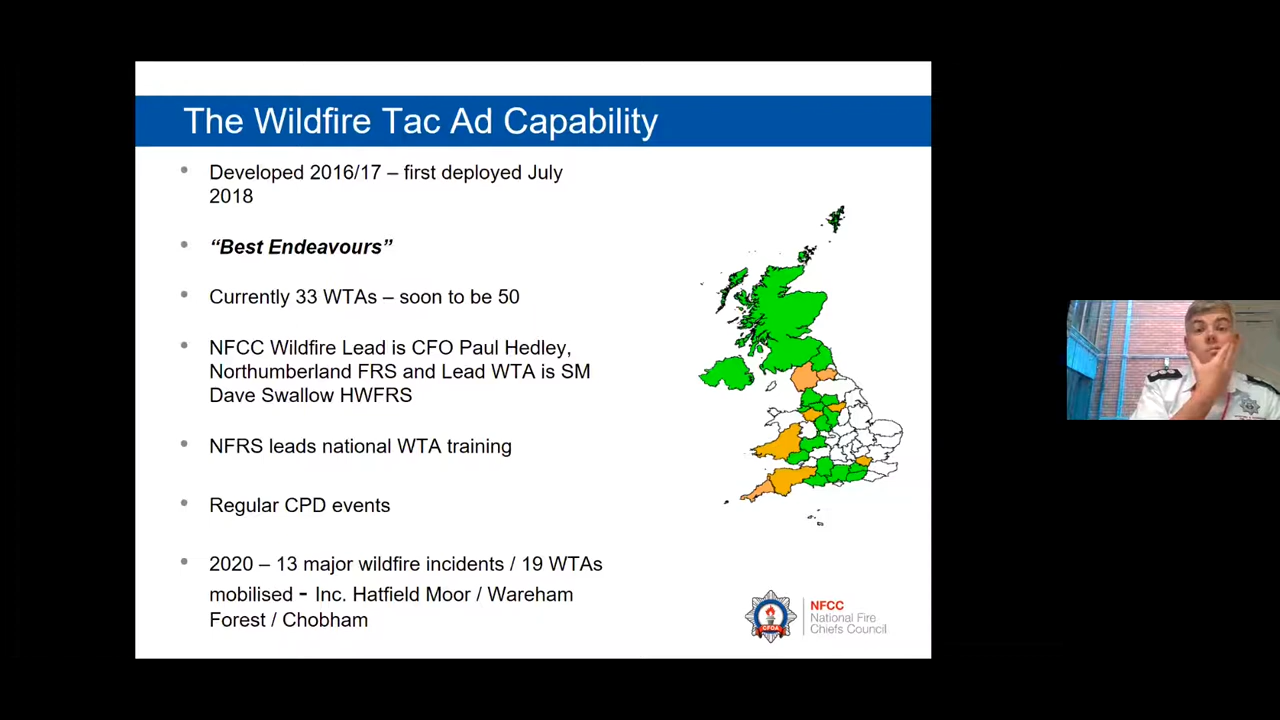 The Wildfire Tac Ad Capability
• Developed 2016/17 – first deployed July
2018
• “Best Endeavours”
• Currently 33 WTAs – soon to be 50
• NFCC Wildfire Lead is CFO Paul Hedley,
Northumberland FRS and Lead WTA is SM
Dave Swallow HWFRS
• NFRS leads national WTA training
• Regular CPD events
• 2020 – 13 major wildfire incidents / 19 WTAs
mobilised - Inc. Hatfield Moor / Wareham
Forest / Chobham
CFOA
NFCC
National Fire
Chiefs Council